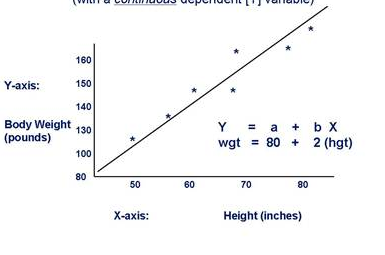 (with a continuous dependent [Y] variable)
160
Y-axis:
150
140
Body Weight
(pounds)
130
100
80
Y = a + b X
wgt = 80 + 2 (hgt)
50 60 70 80
X-axis: Height (inches)